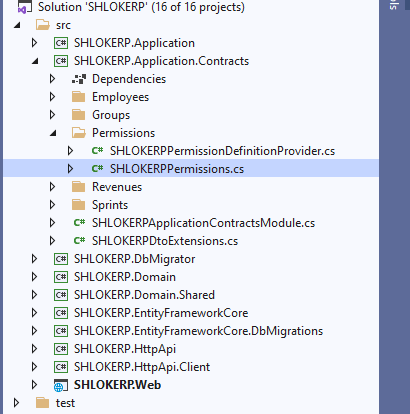 Solution 'SHLOKERP' (16 of 16 projects)
src
C# SHLOKERP.Application
C# SHLOKERP.Application.Contracts
Dependencies
Employees
Groups
Permissions
C# SHLOKERPPermissionDefinitionProvider.cs
C# SHLOKERPPermissions.cs
Revenues
Sprints
C# SHLOKERPApplicationContractsModule.cs
C# SHLOKERPDtoExtensions.cs
C# SHLOKERP.DbMigrator
C# SHLOKERP.Domain
C# SHLOKERP.Domain.Shared
C# SHLOKERP.EntityFrameworkCore
C# SHLOKERP.EntityFrameworkCore.DbMigrations
C# SHLOKERP.HttpApi
C# SHLOKERP.HttpApi.Client
SHLOKERP.Web
test